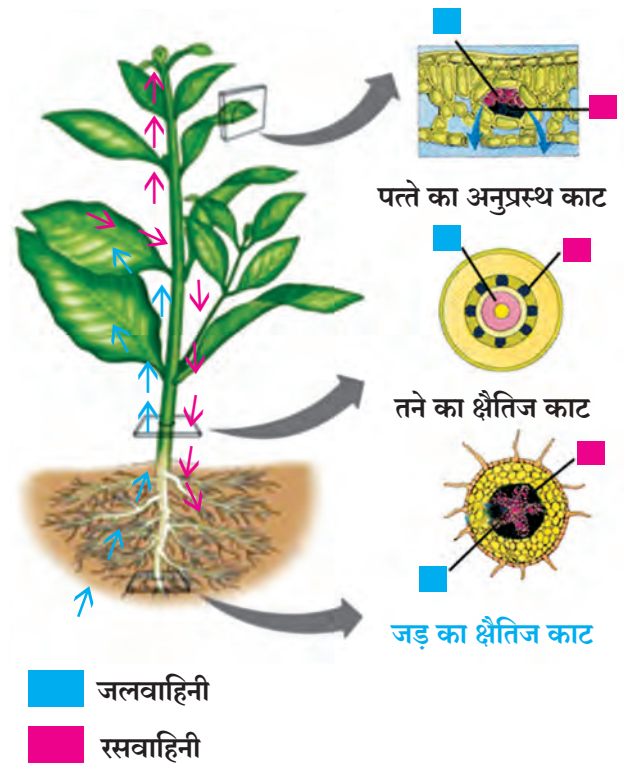 पत्ते का अनुप्रस्थ काट
तने का क्षैतिज काट
जड़ का क्षैतिज काट
जलवाहिनी
रसवाहिनी